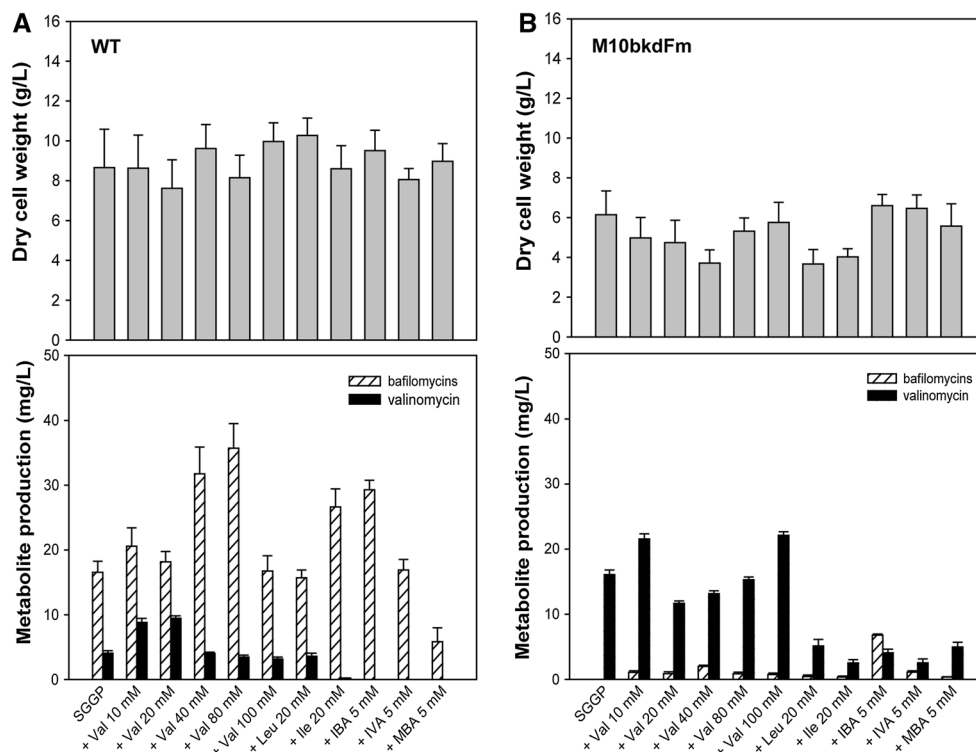 A
WT
Dry cell weight (g/L)
16
14
12
10
8
6
4
2
0
Metabolite production (mg/L)
50
40
30
20
10
0
bafilomycins
valinomycin
SGGP
+ Val 10 mM
+ Val 20 mM
+ Val 40 mM
+ Val 80 mM
+ Val 100 mM
+ Leu 20 mM
+ Ile 20 mM
+ IBA 5 mM
+ IVA 5 mM
+ MBA 5 mM
B
M10bkdFm
Dry cell weight (g/L)
16
14
12
10
8
6
4
2
0
Metabolite production (mg/L)
50
40
30
20
10
0
bafilomycins
valinomycin
SGGP
+ Val 10 mM
+ Val 20 mM
+ Val 40 mM
+ Val 80 mM
+ Val 100 mM
+ Leu 20 mM
+ Ile 20 mM
+ IBA 5 mM
+ IVA 5 mM
+ MBA 5 mM